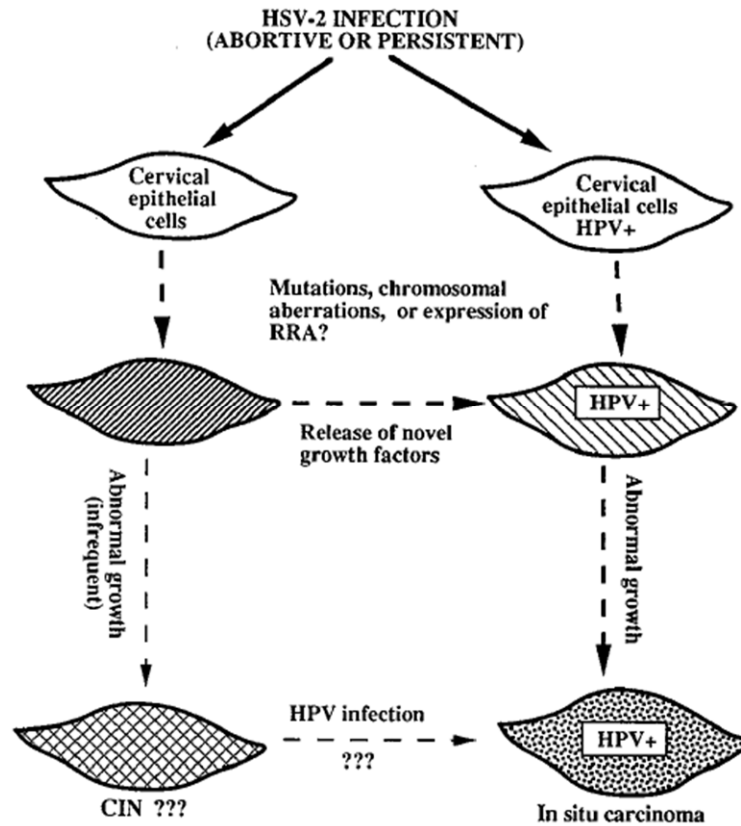 HSV-2 INFECTION
(ABORTIVE OR PERSISTENT)
Cervical
epithelial
cells
Cervical
epithelial cells
HPV+
Mutations, chromosomal
aberrations, or expression of
RRA?
HPV+
Release of novel
growth factors
Abnormal growth
(infrequent)
Abnormal
growth
HPV infection
???
HPV+
CIN ???
In situ carcinoma